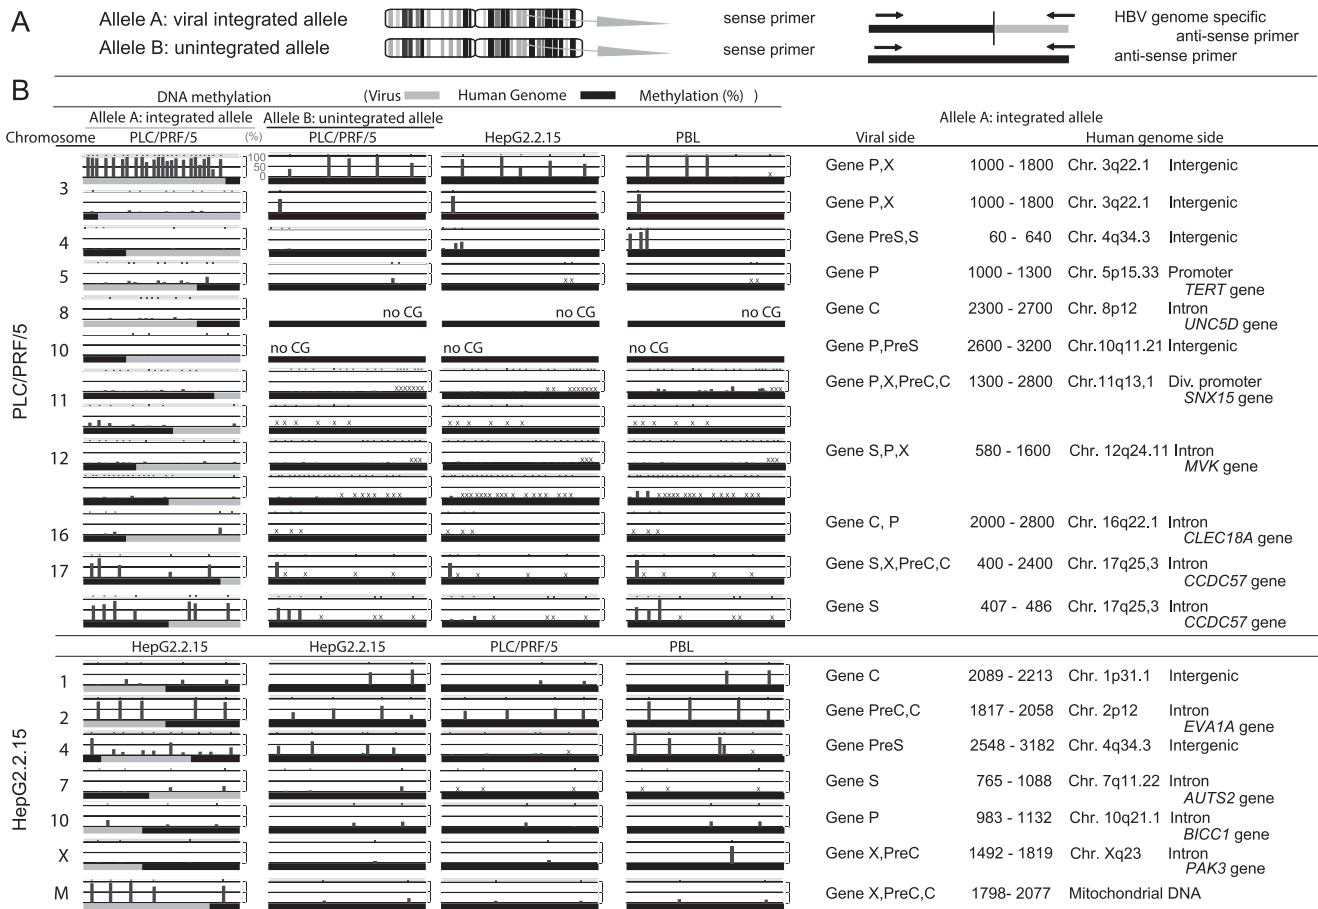 A
Allele A: viral integrated allele
Allele B: unintegrated allele
sense primer
sense primer
HBV genome specific
anti-sense primer
anti-sense primer
B
DNA methylation (Virus Human Genome Methylation (%) )
Allele A: integrated allele Allele B: unintegrated allele Allele A: integrated allele
Chromosome PLC/PRF/5 (%) PLC/PRF/5 HepG2.2.15 PBL Viral side Human genome side
100
50
0
PLC/PRF/5
3 x Gene P,X 1000 - 1800 Chr. 3q22.1 Intergenic
Gene P,X 1000 - 1800 Chr. 3q22.1 Intergenic
4 Gene PreS,S 60 - 640 Chr. 4q34.3 Intergenic
5 xx xx Gene P 1000 - 1300 Chr. 5p15.33 Promoter
TERT gene
8 no CG no CG no CG Gene C 2300 - 2700 Chr. 8p12 Intron
UNC5D gene
10 no CG no CG no CG Gene P,PreS 2600 - 3200 Chr.10q11.21 Intergenic
11 Gene P,X,PreC,C 1300 - 2800 Chr.11q13,1 Div. promoter
SNX15 gene
12 xxx xxx xxx Gene S,P,X 580 - 1600 Chr. 12q24.11 Intron
MVK gene
16 x x x x x x x x x Gene C, P 2000 - 2800 Chr. 16q22.1 Intron
CLEC18A gene
17 Gene S,X,PreC,C 400 - 2400 Chr. 17q25,3 Intron
CCDC57 gene
Gene S 407 - 486 Chr. 17q25,3 Intron
CCDC57 gene
HepG2.2.15 HepG2.2.15 PLC/PRF/5 PBL
HepG2.2.15
1 Gene C 2089 - 2213 Chr. 1p31.1 Intergenic
2 Gene PreC,C 1817 - 2058 Chr. 2p12 Intron
EVA1A gene
4 x x Gene PreS 2548 - 3182 Chr. 4q34.3 Intergenic
7 x x x x x x Gene S 765 - 1088 Chr. 7q11.22 Intron
AUTS2 gene
10 Gene P 983 - 1132 Chr. 10q21.1 Intron
BICC1 gene
X Gene X,PreC 1492 - 1819 Chr. Xq23 Intron
PAK3 gene
M Gene X,PreC,C 1798- 2077 Mitochondrial DNA